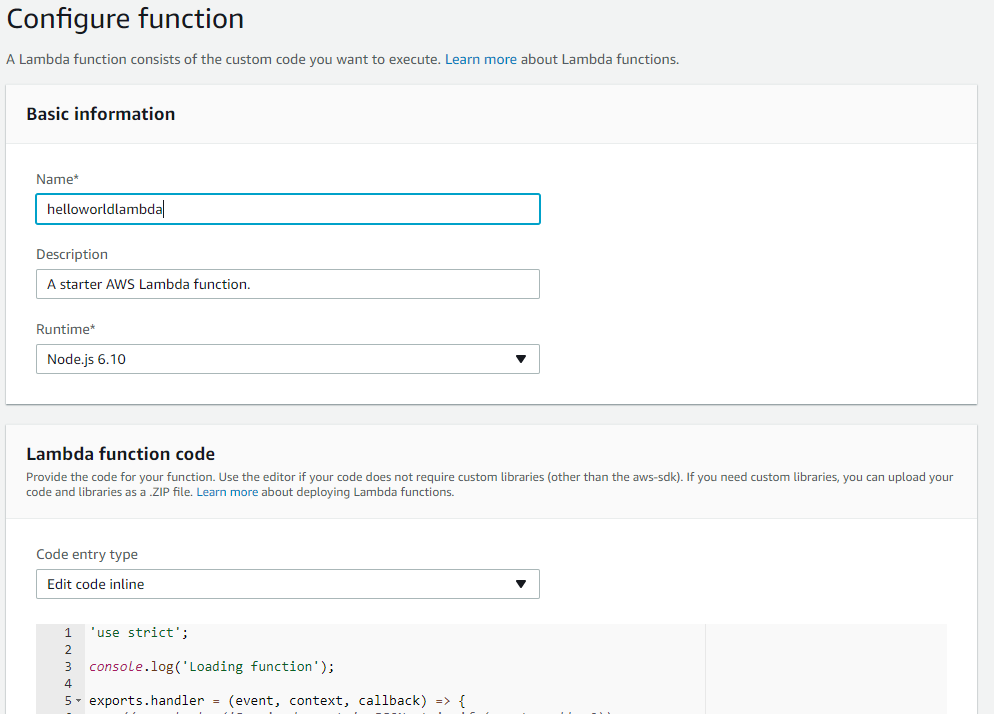 Configure function
A Lambda function consists of the custom code you want to execute. Learn more about Lambda functions.
Basic information
Name*
helloworldlambda
Description
A starter AWS Lambda function.
Runtime*
Node.js 6.10
Lambda function code
Provide the code for your function. Use the editor if your code does not require custom libraries (other than the aws-sdk). If you need custom libraries, you can upload your
code and libraries as a .ZIP file. Learn more about deploying Lambda functions.
Code entry type
Edit code inline
1 'use strict';
2
3 console.log('Loading function');
4
5 exports.handler = (event, context, callback) => {